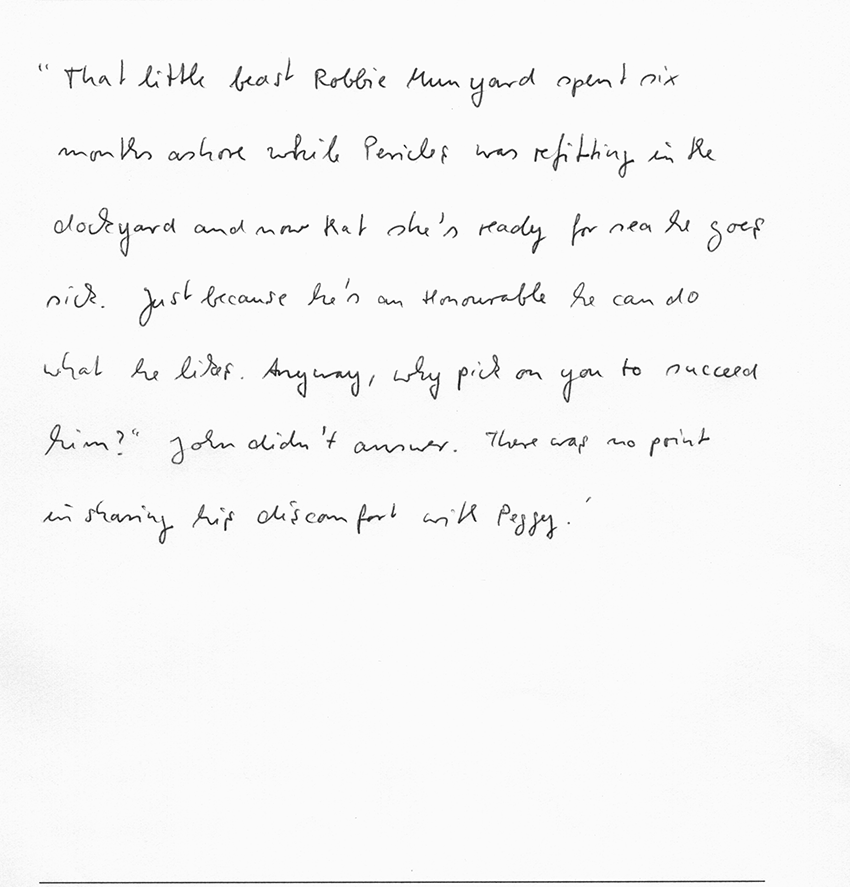 "That little beast Robbie Munyard spent six
months ashore while Pericles was refitting in the
dockyard and now that she's ready for sea he goes
sick. Just because he's an Honourable he can do
what he likes. Anyway, why pick on you to succeed
him?" John didn't answer. There was no point
in sharing his discomfort with Peggy.'